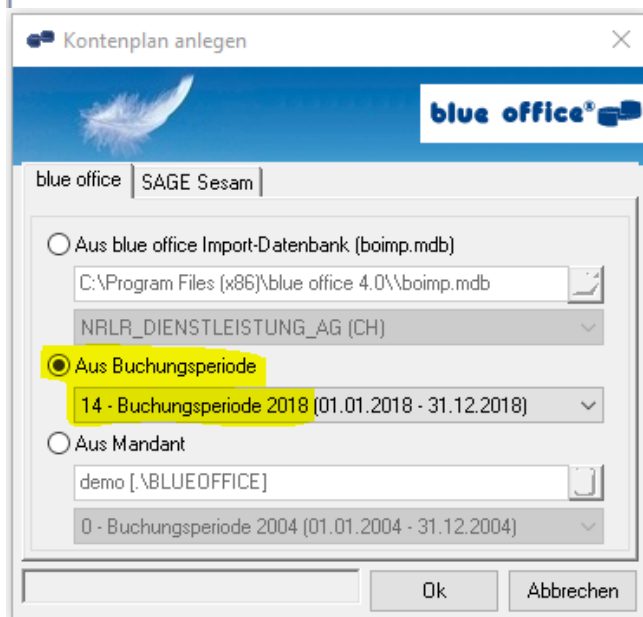 Kontenplan anlegen
blue office®
blue office
SAGE Sesam
Aus blue office Import-Datenbank (boimp.mdb)
C:\Program Files (x86)\blue office 4.0\\boimp.mdb
NRLR_DIENSTLEISTUNG_AG (CH)
Aus Buchungsperiode
14 - Buchungsperiode 2018 (01.01.2018 - 31.12.2018)
Aus Mandant
demo [.\BLUEOFFICE]
0 - Buchungsperiode 2004 (01.01.2004 - 31.12.2004)
Ok
Abbrechen